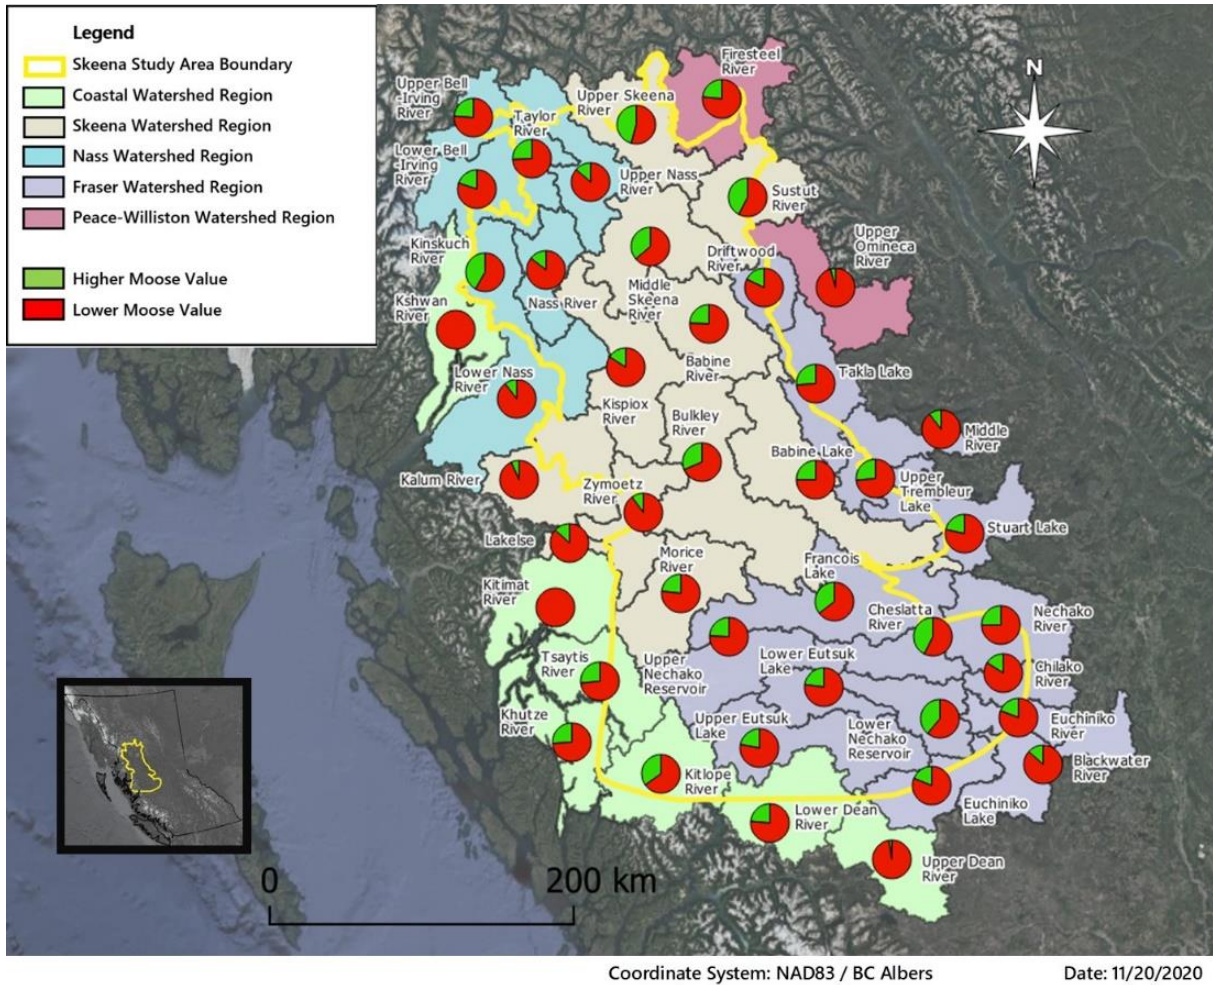 Legend
Skeena Study Area Boundary
Coastal Watershed Region
Skeena Watershed Region
Nass Watershed Region
Fraser Watershed Region
Peace-Williston Watershed Region
Higher Moose Value
Lower Moose Value
N
Firesteel
River
Upper Bell
-Irving
River
Upper Skeena
River
Taylor
River
Lower Bell
-Irving
River
Upper Nass
River
Sustut
River
Kinskuch
River
Driftwood
River
Upper
Omineca
River
Kshwan
River
Nass River
Middle
Skeena
River
Babine
River
Lower Nass
River
Takla Lake
Kispiox
River
Bulkley
River
Middle
River
Babine Lake
Kalum River
Zymoetz
River
Upper
Trembleur
Lake
Stuart Lake
Lakelse
Morice
River
Francois
Lake
Kitimat
River
Cheslatta
River
Nechako
River
Tsaytis
River
Upper
Nechako
Reservoir
Lower Eutsuk
Lake
Chilako
River
Khutze
River
Upper Eutsuk
Lake
Lower
Nechako
Reservoir
Euchiniko
River
Blackwater
River
Kitlope
River
Euchiniko
Lake
Lower Dean
River
Upper Dean
River
0 200 km
Coordinate System: NAD83 / BC Albers Date: 11/20/2020